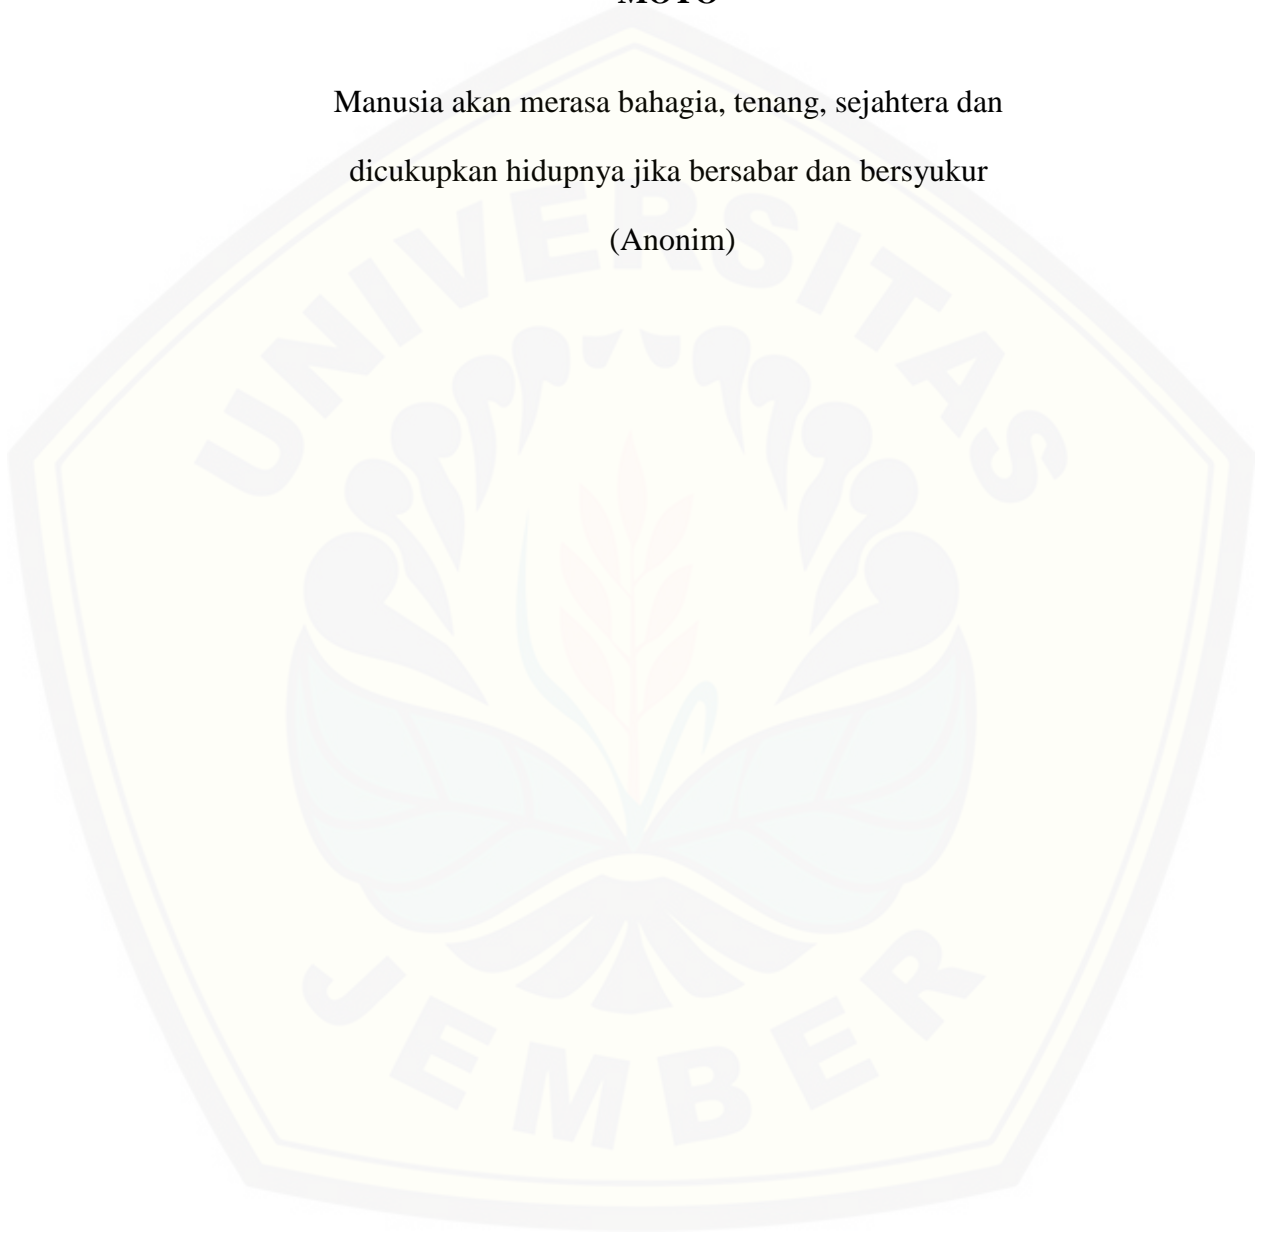 MOTO
Manusia akan merasa bahagia, tenang, sejahtera dan
dicukupkan hidupnya jika bersabar dan bersyukur
(Anonim)
UNIVERSITAS
JEMBER